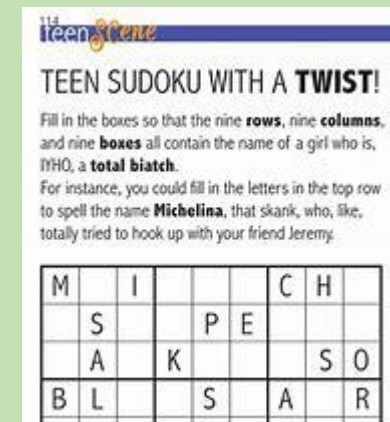 114
teen Scene
TEEN SUDOKU WITH A TWIST!
Fill in the boxes so that the nine rows, nine columns,
and nine boxes all contain the name of a girl who is,
IYHO, a total biatch.
For instance, you could fill in the letters in the top row
to spell the name Michelina, that skank, who, like,
totally tried to hook up with your friend Jeremy.
M I C H
S P E
A K S O
B L S A R